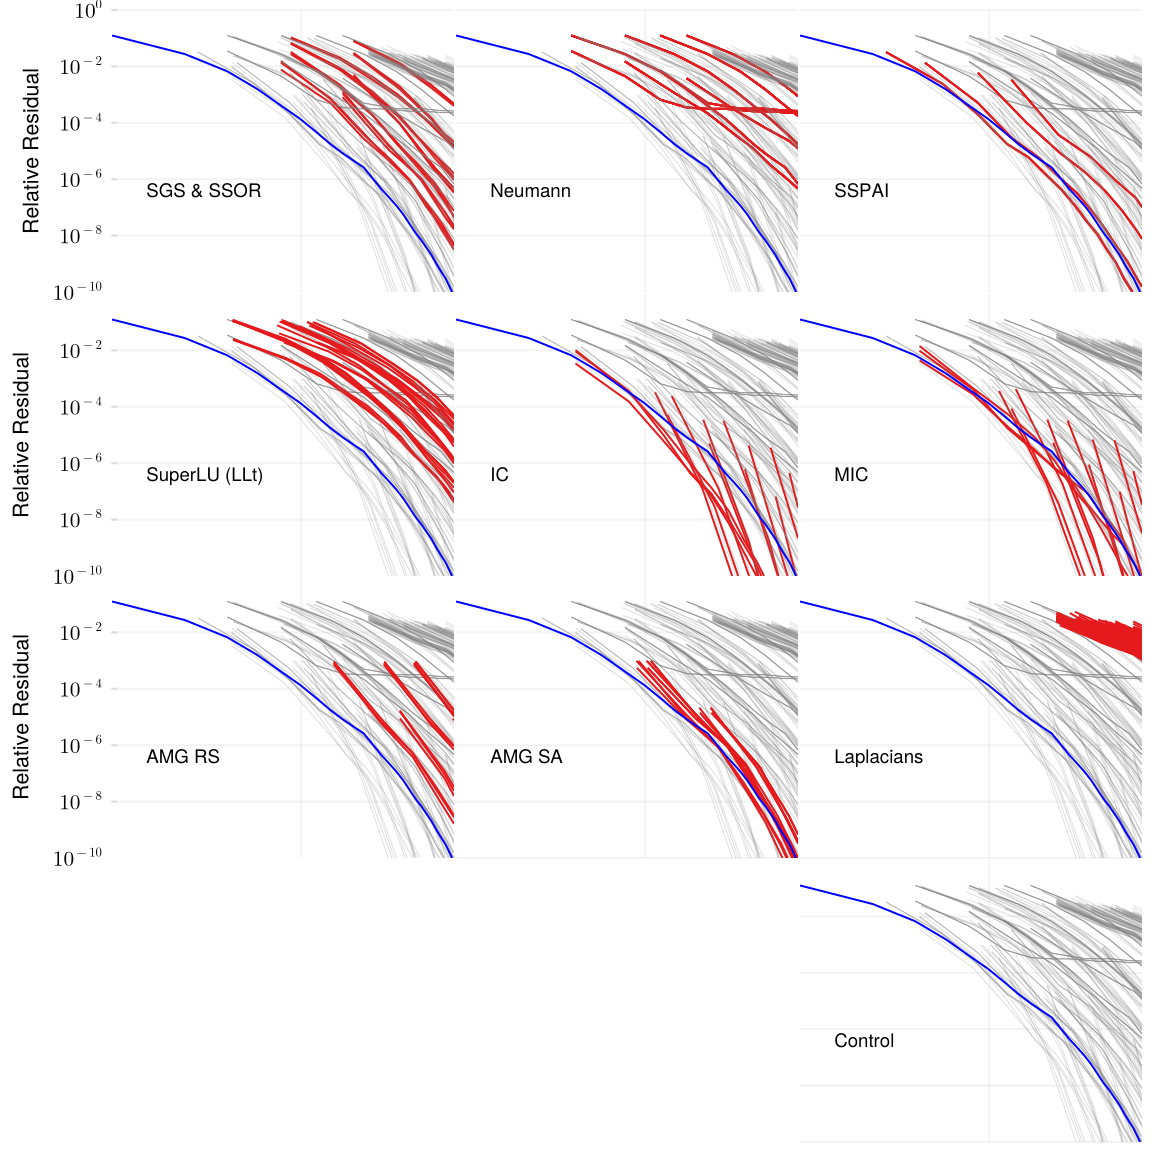 10⁰
10⁻²
10⁻⁴
10⁻⁶
10⁻⁸
10⁻¹⁰
Relative Residual
SGS & SSOR
Neumann
SSPAI
10⁻²
10⁻⁴
10⁻⁶
10⁻⁸
10⁻¹⁰
Relative Residual
SuperLU (LLt)
IC
MIC
10⁻²
10⁻⁴
10⁻⁶
10⁻⁸
10⁻¹⁰
Relative Residual
AMG RS
AMG SA
Laplacians
Control